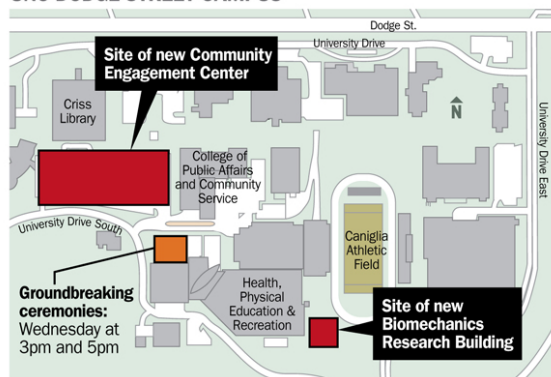 Dodge St.
University Drive
Site of new Community
Engagement Center
Criss
Library
N
University Drive East
College of
Public Affairs
and Community
Service
University Drive South
Caniglia
Athletic
Field
Groundbreaking
ceremonies:
Wednesday at
3pm and 5pm
Health,
Physical
Education &
Recreation
Site of new
Biomechanics
Research Building